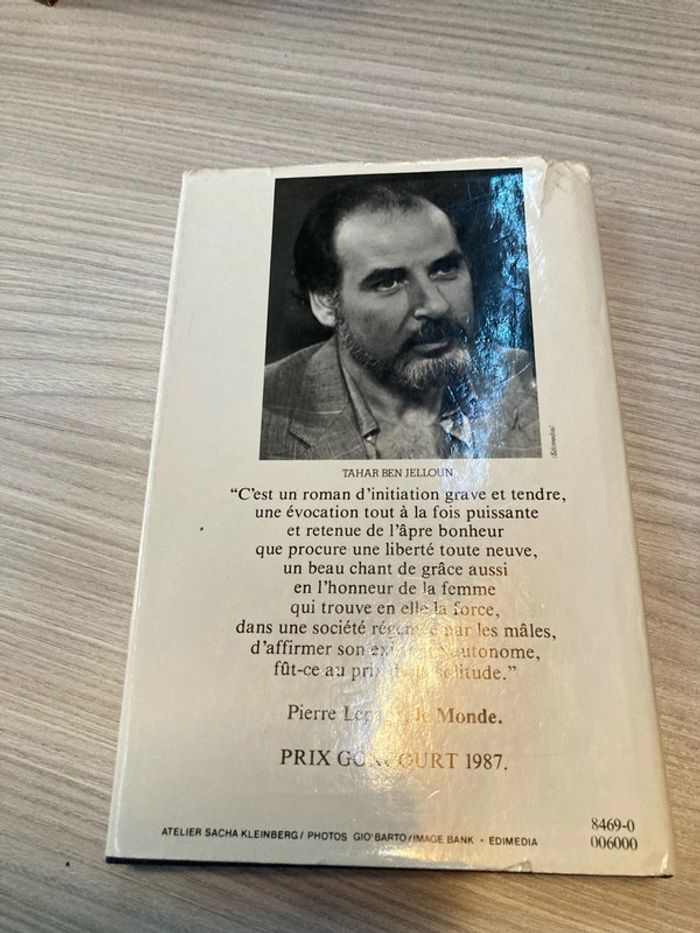 (Edimedia)
TAHAR BEN JELLOUN
“C'est un roman d'initiation grave et tendre,
une évocation tout à la fois puissante
et retenue de l'âpre bonheur
que procure une liberté toute neuve,
un beau chant de grâce aussi
en l'honneur de la femme
qui trouve en elle la force,
dans une société par les mâles,
d'affirmer son autonome,
fût-ce au prix solitude.”
Pierre le Monde.
PRIX GONCOURT 1987.
ATELIER SACHA KLEINBERG / PHOTOS GIO BARTO / IMAGE BANK • EDIMEDIA
8469-0
006000